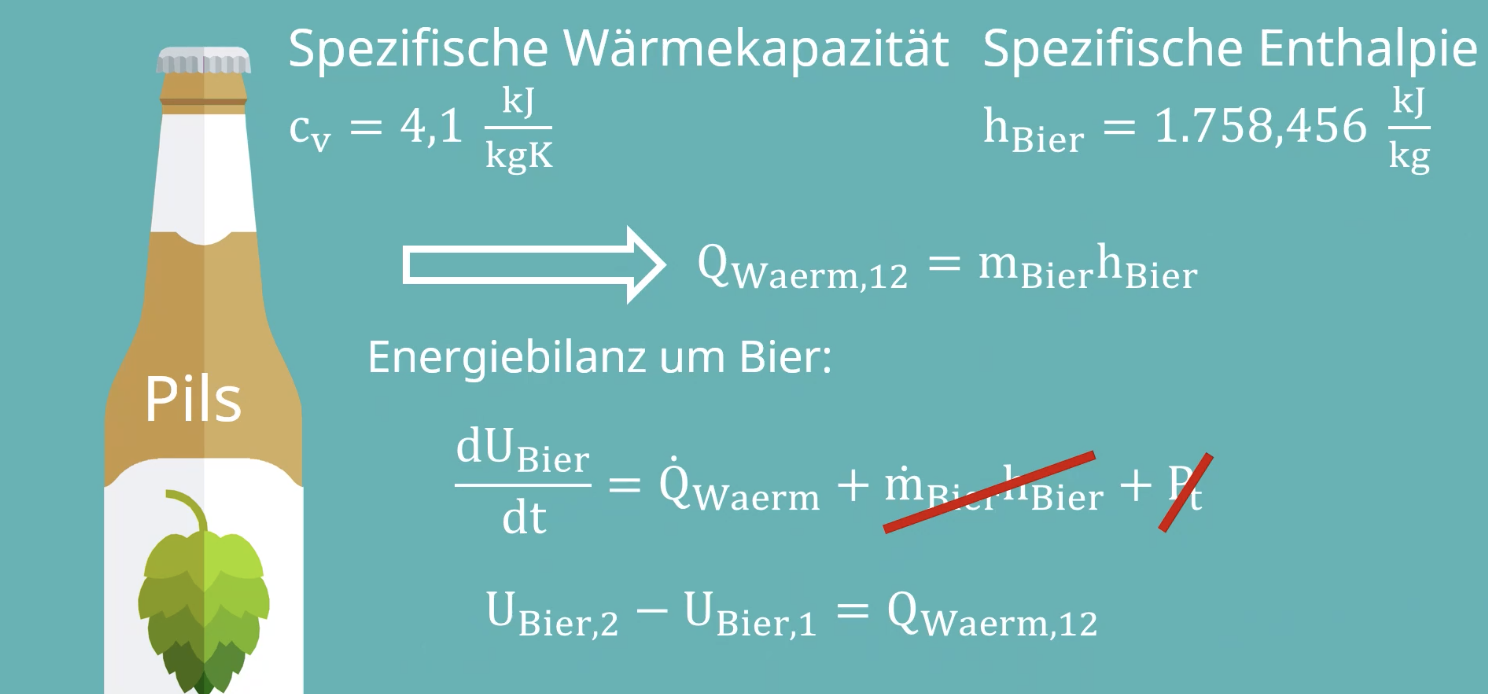 Spezifische Wärmekapazität
c_v = 4,1 kJ/kgK
Spezifische Enthalpie
h_Bier = 1.758,456 kJ/kg
Q_Waerm,12 = m_Bier h_Bier
Energiebilanz um Bier:
Pils
dU_Bier/dt = Q̇_Waerm + ṁ_Bier h_Bier + P_t
U_Bier,2 − U_Bier,1 = Q_Waerm,12